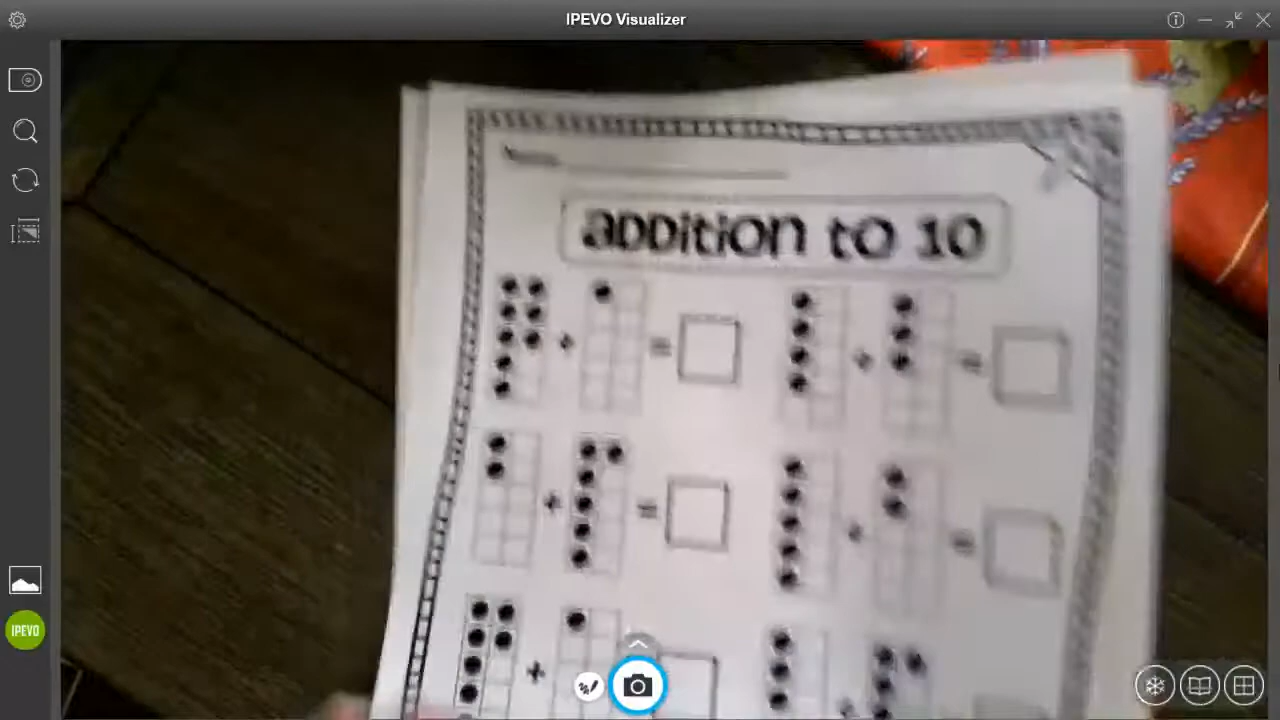 IPEVO Visualizer
addition to 10
+ =
+ =
+ =
+ =
+
+
IPEVO